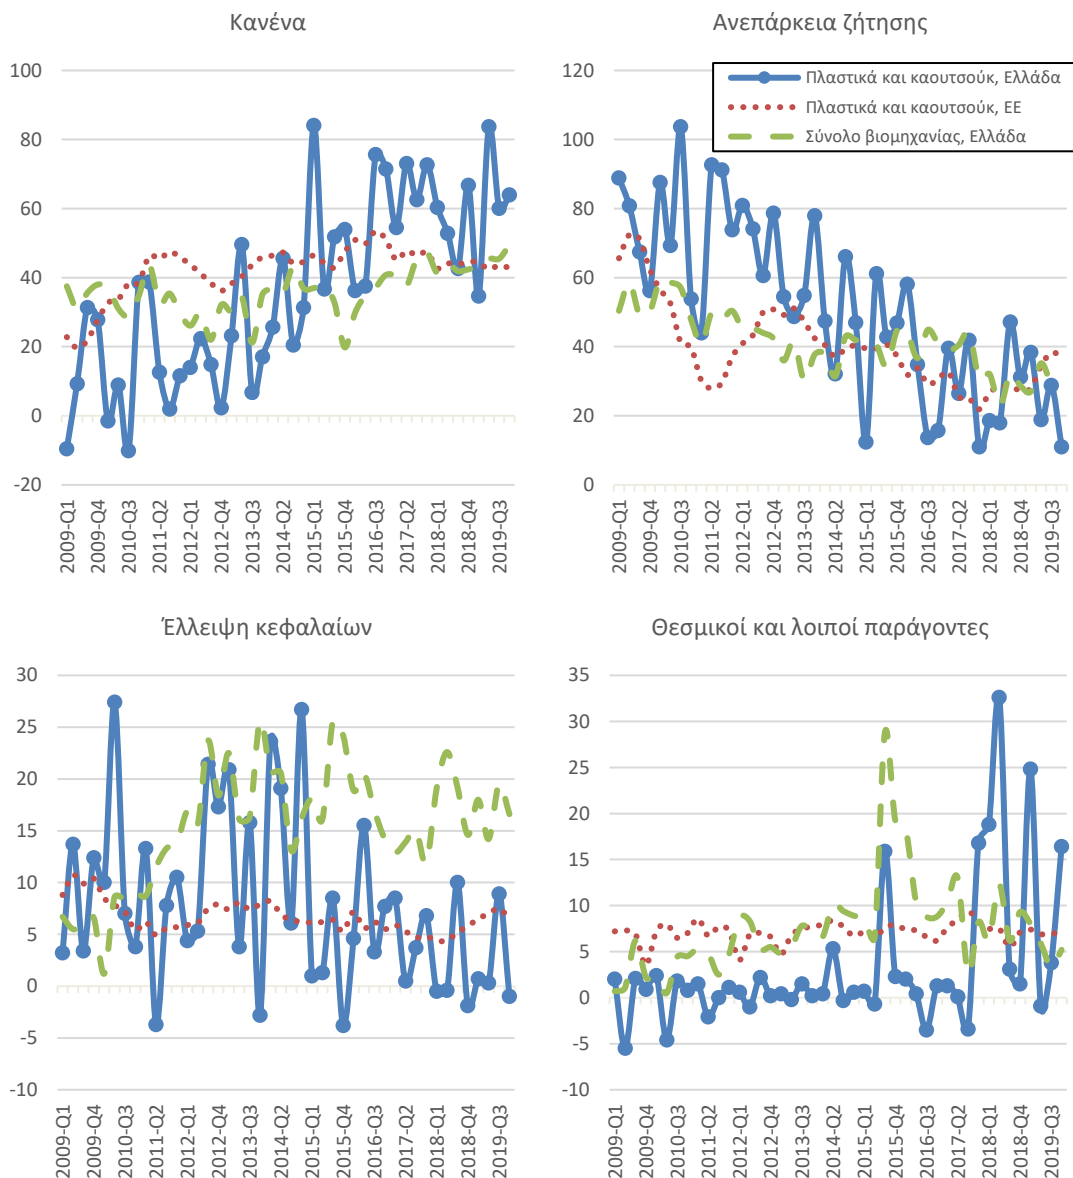 Κανένα
100
80
60
40
20
0
-20
2009-Q1
2009-Q4
2010-Q3
2011-Q2
2012-Q1
2012-Q4
2013-Q3
2014-Q2
2015-Q1
2015-Q4
2016-Q3
2017-Q2
2018-Q1
2018-Q4
2019-Q3
Ανεπάρκεια ζήτησης
120
100
80
60
40
20
0
Πλαστικά και καουτσούκ, Ελλάδα
Πλαστικά και καουτσούκ, ΕΕ
Σύνολο βιομηχανίας, Ελλάδα
2009-Q1
2009-Q4
2010-Q3
2011-Q2
2012-Q1
2012-Q4
2013-Q3
2014-Q2
2015-Q1
2015-Q4
2016-Q3
2017-Q2
2018-Q1
2018-Q4
2019-Q3
Έλλειψη κεφαλαίων
30
25
20
15
10
5
0
-5
-10
2009-Q1
2009-Q4
2010-Q3
2011-Q2
2012-Q1
2012-Q4
2013-Q3
2014-Q2
2015-Q1
2015-Q4
2016-Q3
2017-Q2
2018-Q1
2018-Q4
2019-Q3
Θεσμικοί και λοιποί παράγοντες
35
30
25
20
15
10
5
0
-5
-10
2009-Q1
2009-Q4
2010-Q3
2011-Q2
2012-Q1
2012-Q4
2013-Q3
2014-Q2
2015-Q1
2015-Q4
2016-Q3
2017-Q2
2018-Q1
2018-Q4
2019-Q3